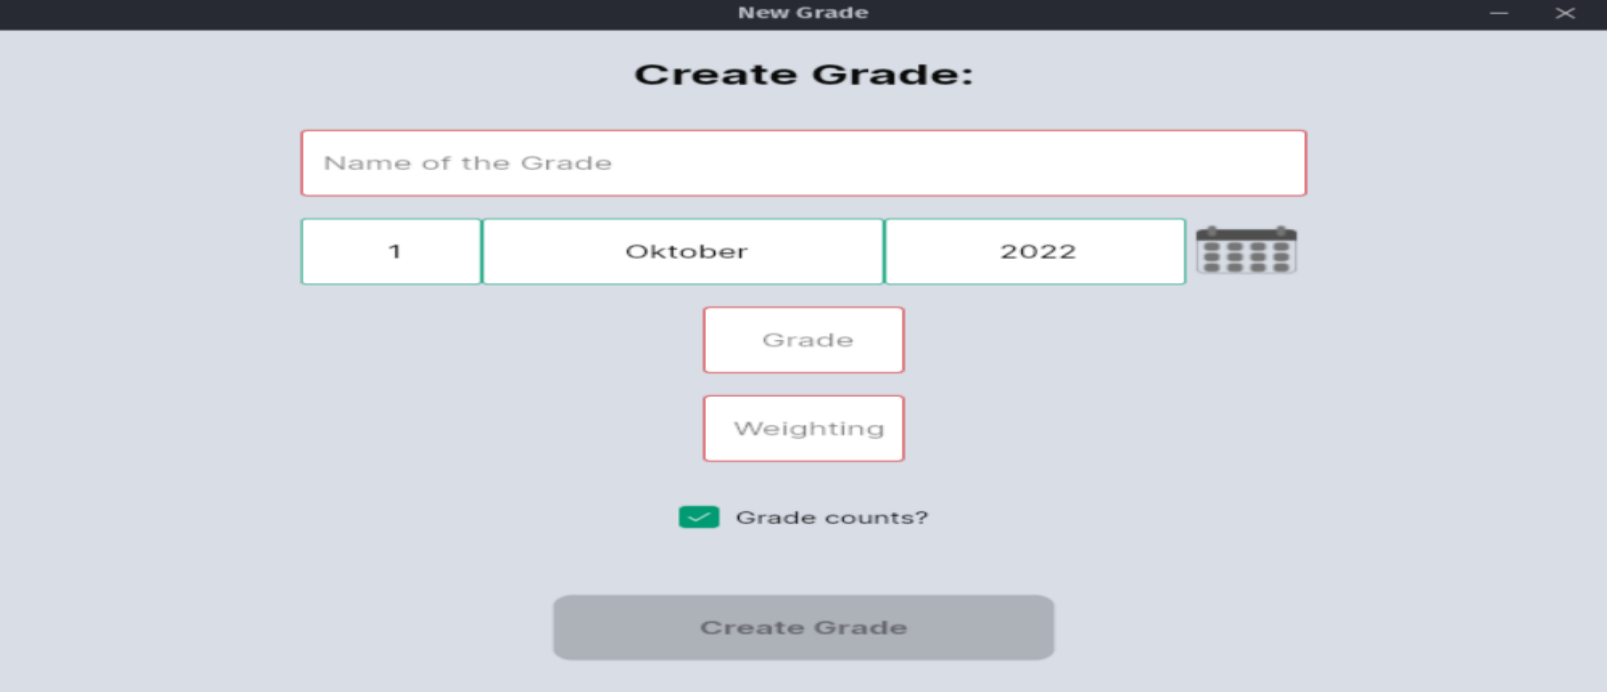 New Grade
Create Grade:
Name of the Grade
1 Oktober 2022
Grade
Weighting
Grade counts?
Create Grade